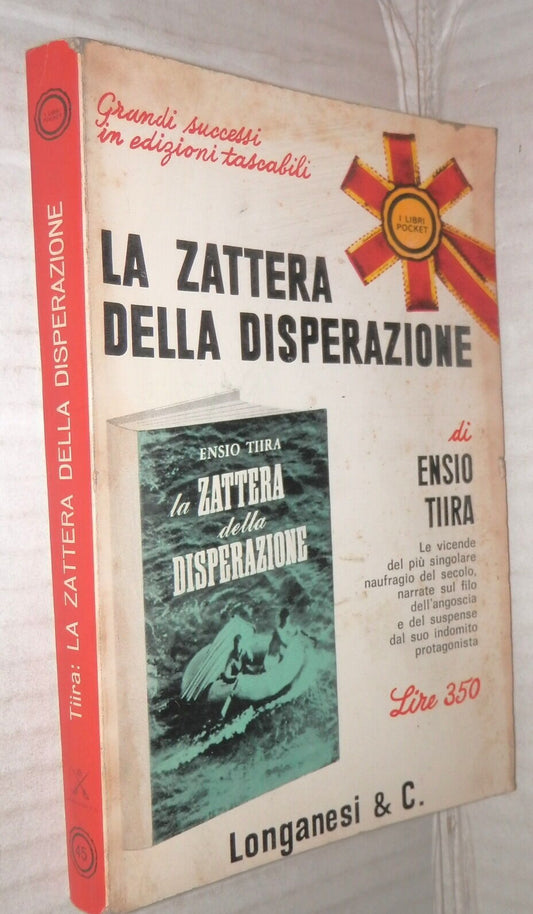 I LIBRI
POCKET
Tiira: LA ZATTERA DELLA DISPERAZIONE
45
Grandi successi
in edizioni tascabili
I LIBRI
POCKET
LA ZATTERA
DELLA DISPERAZIONE
di
ENSIO
TIIRA
Le vicende
del più singolare
naufragio del secolo,
narrate sul filo
dell'angoscia
e del suspense
dal suo indomito
protagonista
Lire 350
ENSIO TIIRA
la ZATTERA
della
DISPERAZIONE
Longanesi & C.